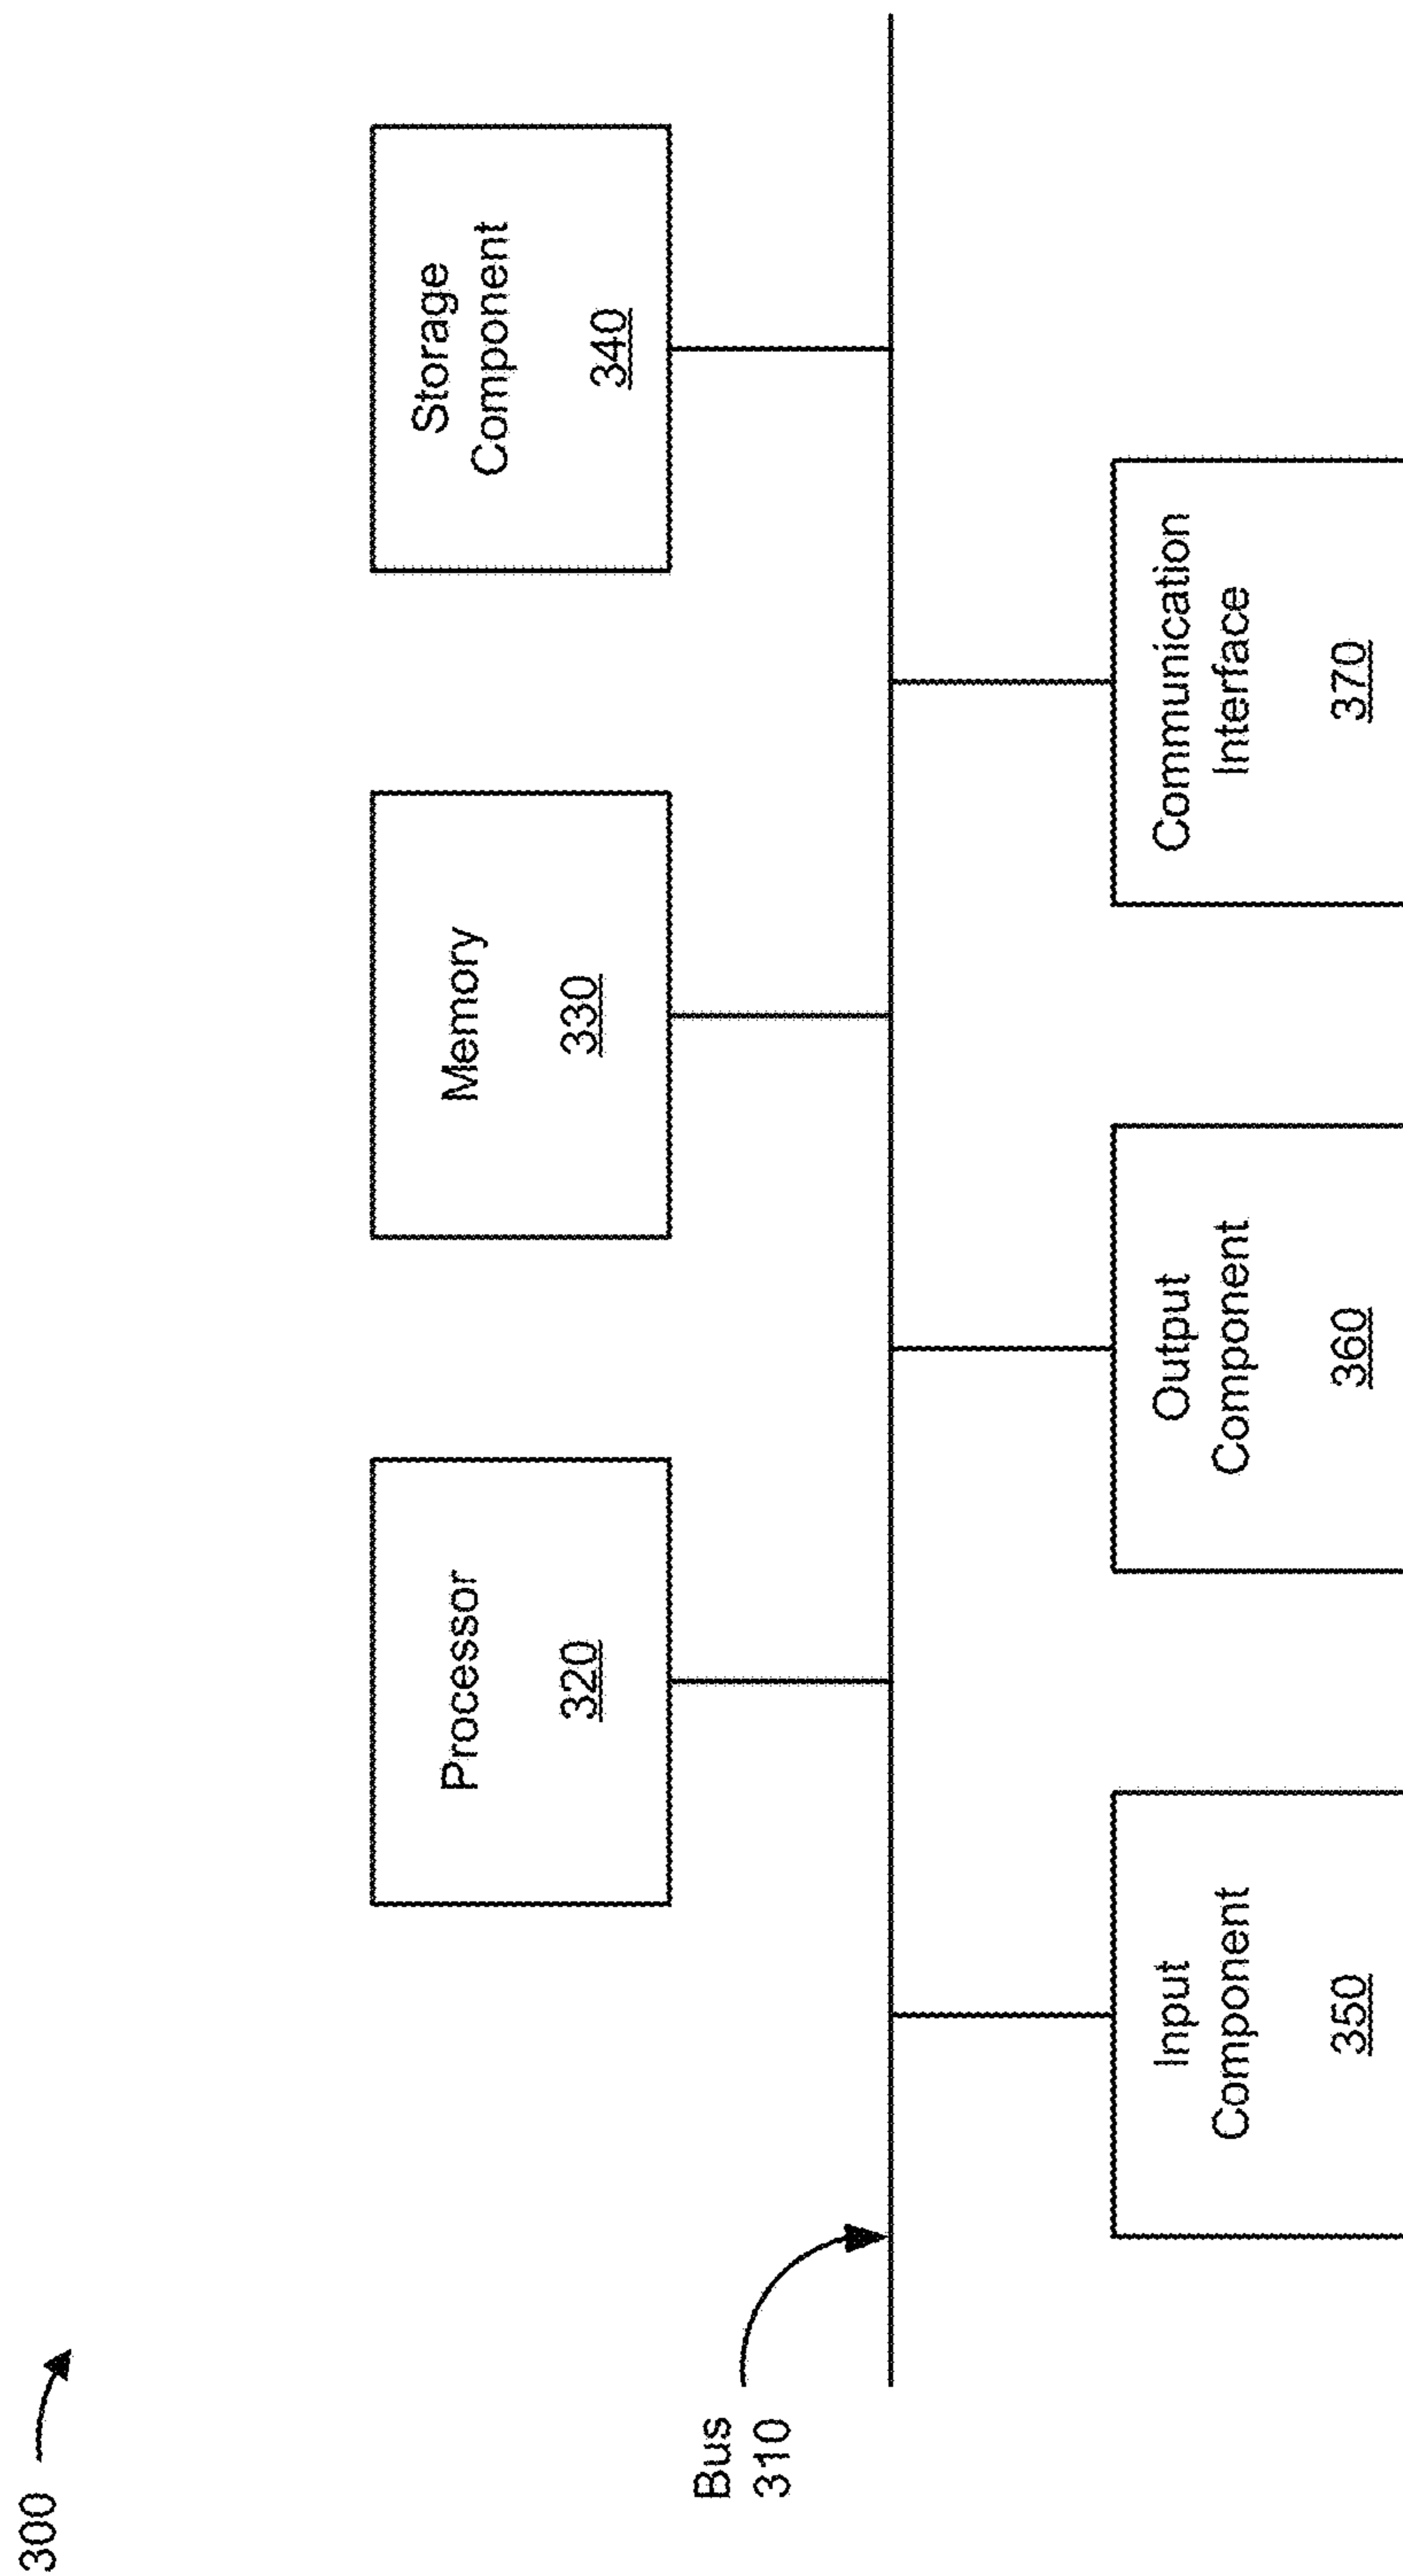 300
Processor
320
Memory
330
Storage
Component
340
Bus
310
Input
Component
350
Output
Component
360
Communication
Interface
370